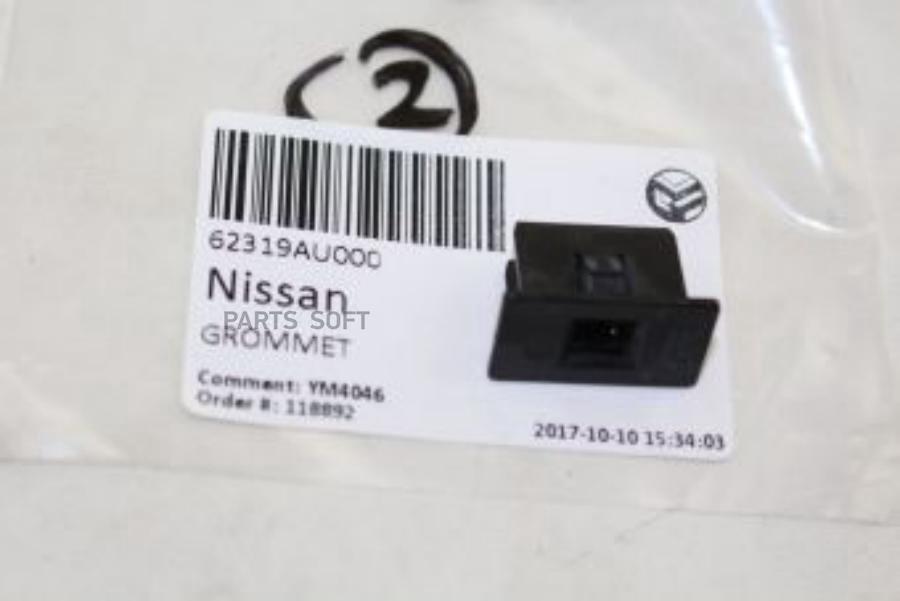 2
62319AU000
Nissan
PARTS SOFT
GROMMET
Comment: YM4046
Order #: 118892
2017-10-10 15:34:03